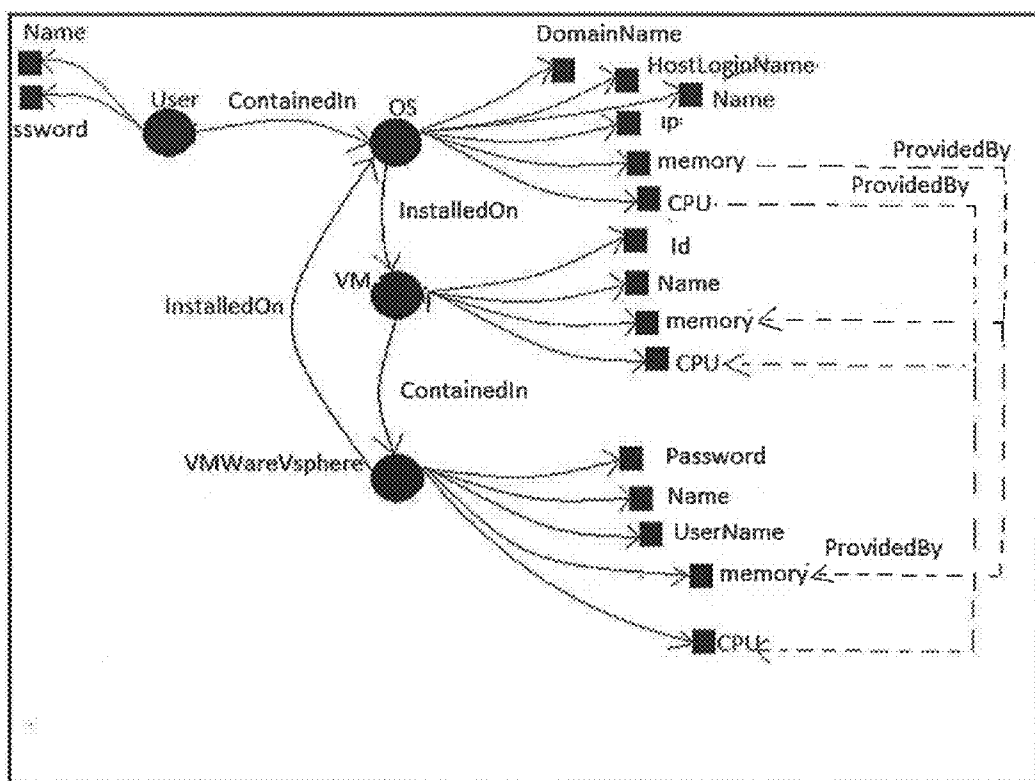 Name
DomainName
HostLoginName
User
ContainedIn
OS
Name
ssword
ip
memory
ProvidedBy
CPU
ProvidedBy
InstalledOn
Id
VM
Name
InstalledOn
memory
CPU
ContainedIn
VMWareVsphere
Password
Name
UserName
ProvidedBy
memory
CPU